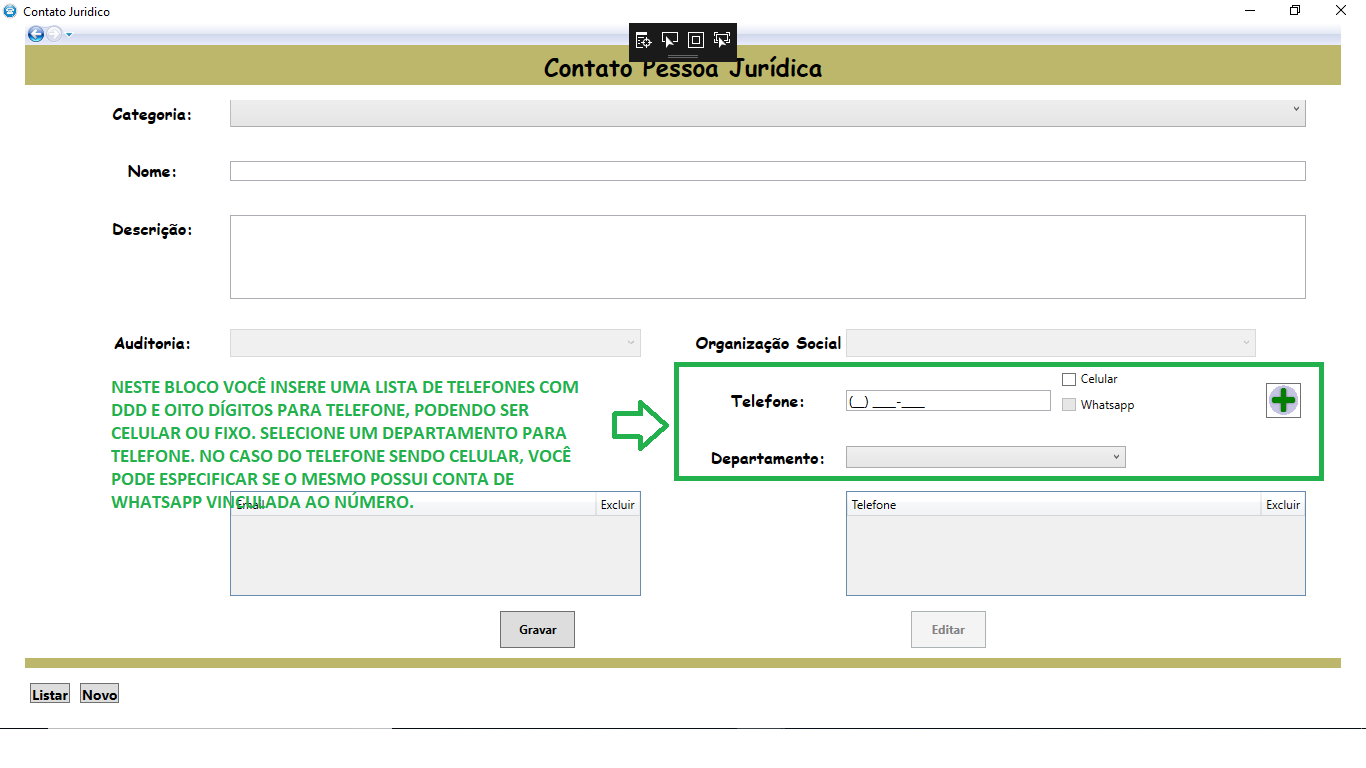 Contato Juridico
Contato Pessoa Jurídica
Categoria:
Nome:
Descrição:
Auditoria:
Organização Social
NESTE BLOCO VOCÊ INSERE UMA LISTA DE TELEFONES COM
DDD E OITO DÍGITOS PARA TELEFONE, PODENDO SER
CELULAR OU FIXO. SELECIONE UM DEPARTAMENTO PARA
TELEFONE. NO CASO DO TELEFONE SENDO CELULAR, VOCÊ
PODE ESPECIFICAR SE O MESMO POSSUI CONTA DE
WHATSAPP VINCULADA AO NÚMERO.
Telefone:
(__) ____-____
Celular
Whatsapp
Departamento:
Email
Excluir
Telefone
Excluir
Gravar
Editar
Listar
Novo